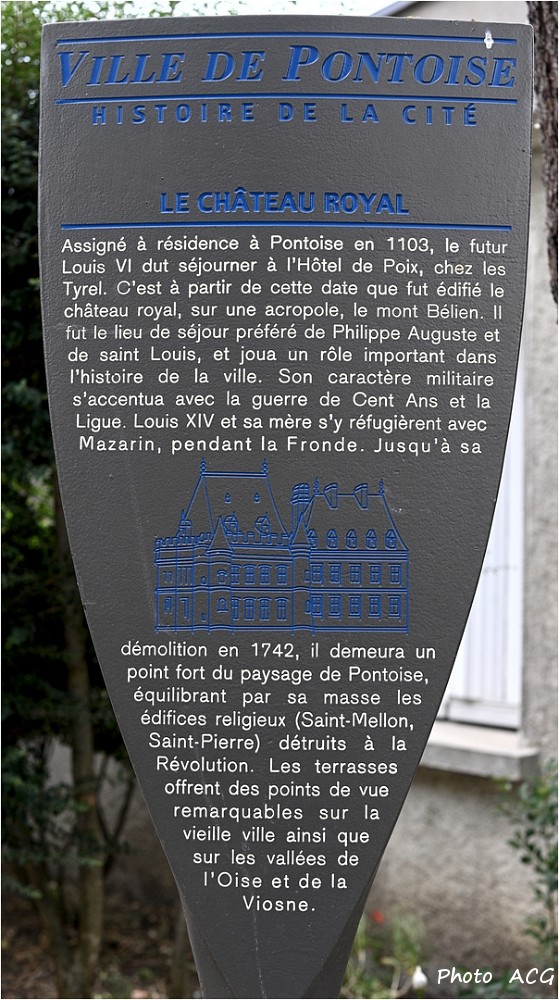 VILLE DE PONTOISE
HISTOIRE DE LA CITÉ
LE CHÂTEAU ROYAL
Assigné à résidence à Pontoise en 1103, le futur
Louis VI dut séjourner à l'Hôtel de Poix, chez les
Tyrel. C'est à partir de cette date que fut édifié le
château royal, sur une acropole, le mont Bélien. Il
fut le lieu de séjour préféré de Philippe Auguste et
de saint Louis, et joua un rôle important dans
l'histoire de la ville. Son caractère militaire
s'accentua avec la guerre de Cent Ans et la
Ligue. Louis XIV et sa mère s'y réfugièrent avec
Mazarin, pendant la Fronde. Jusqu'à sa
démolition en 1742, il demeura un
point fort du paysage de Pontoise,
équilibrant par sa masse les
édifices religieux (Saint-Mellon,
Saint-Pierre) détruits à la
Révolution. Les terrasses
offrent des points de vue
remarquables sur la
vieille ville ainsi que
sur les vallées de
l'Oise et de la
Viosne.
Photo ACG